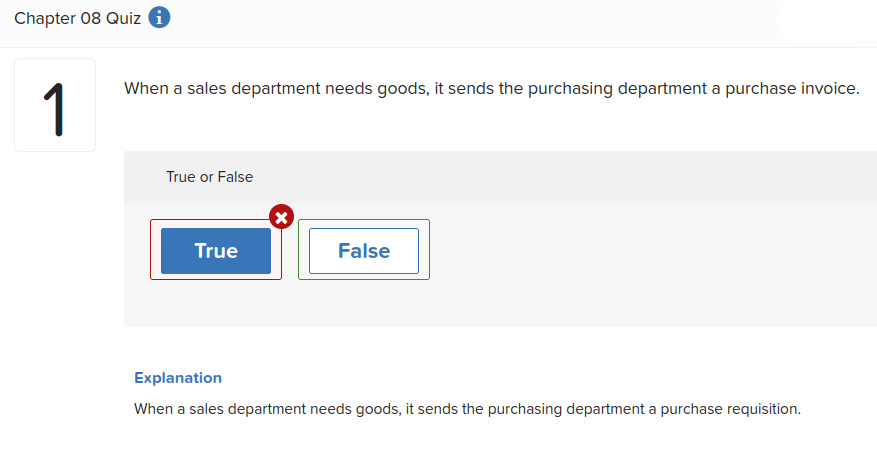 Chapter 08 Quiz i
1
When a sales department needs goods, it sends the purchasing department a purchase invoice.
True or False
True False
Explanation
When a sales department needs goods, it sends the purchasing department a purchase requisition.